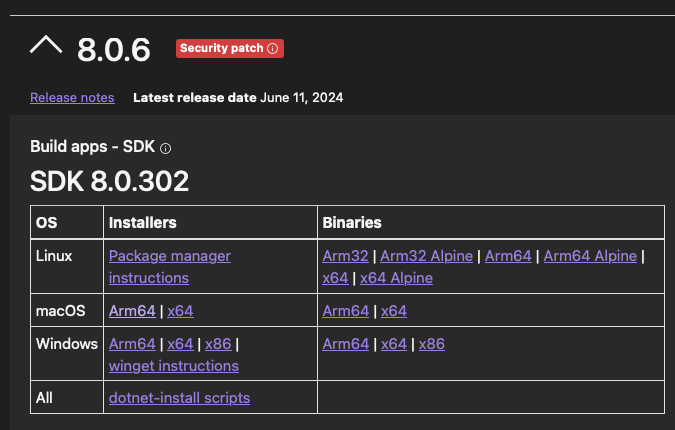 8.0.6 Security patch
Release notes Latest release date June 11, 2024
Build apps - SDK
SDK 8.0.302
OS Installers Binaries
Linux Package manager instructions Arm32 | Arm32 Alpine | Arm64 | Arm64 Alpine | x64 | x64 Alpine
macOS Arm64 | x64 Arm64 | x64
Windows Arm64 | x64 | x86 | winget instructions Arm64 | x64 | x86
All dotnet-install scripts